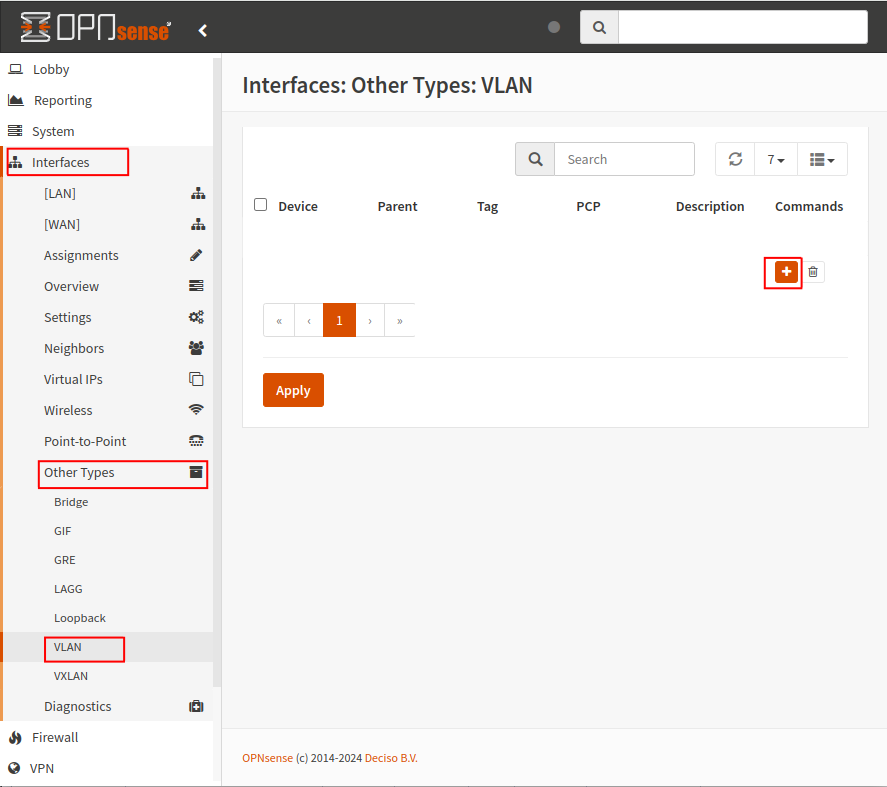 OPNsense
Lobby
Reporting
System
Interfaces
[LAN]
[WAN]
Assignments
Overview
Settings
Neighbors
Virtual IPs
Wireless
Point-to-Point
Other Types
Bridge
GIF
GRE
LAGG
Loopback
VLAN
VXLAN
Diagnostics
Firewall
VPN
Interfaces: Other Types: VLAN
Search
7
Device Parent Tag PCP Description Commands
« ‹ 1 › »
Apply
OPNsense (c) 2014-2024 Deciso B.V.